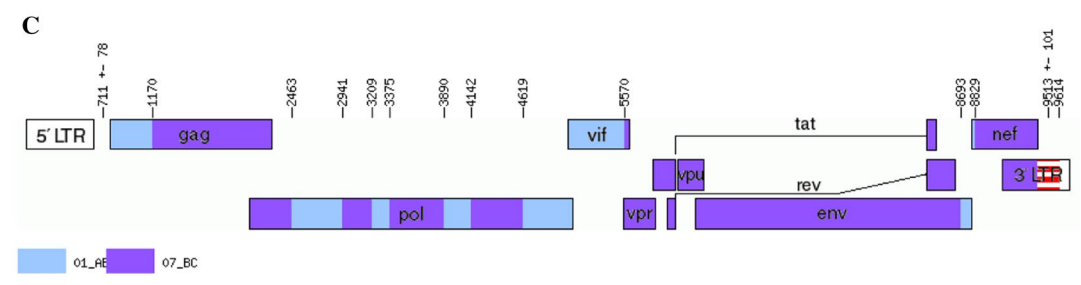 C
711 +- 78
1170
2463
2941
3209
3375
3890
4142
4619
5570
8693
8829
9513 +- 101
9614
5′ LTR
gag
vif
tat
nef
vpu
3′ LTR
rev
pol
vpr
env
01_AE
07_BC